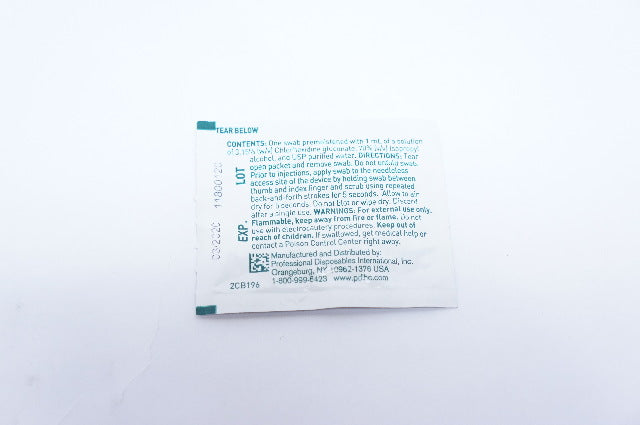 TEAR BELOW
CONTENTS: One swab premoistened with 1 mL of a solution
of 3.15% (w/v) Chlorhexidine gluconate, 70% (v/v) Isopropyl
alcohol, and USP purified water. DIRECTIONS: Tear
open packet and remove swab. Do not unfold swab.
Prior to injections, apply swab to the needleless
access site of the device by holding swab between
thumb and index finger and scrub using repeated
back-and-forth strokes for 5 seconds. Allow to air
dry for 5 seconds. Do not blot or wipe dry. Discard
after a single use. WARNINGS: For external use only.
Flammable, keep away from fire or flame. Do not
use with electrocautery procedures. Keep out of
reach of children. If swallowed, get medical help or
contact a Poison Control Center right away.
Manufactured and Distributed by:
Professional Disposables International, Inc.
Orangeburg, NY 10962-1376 USA
1-800-999-6423 www.pdihc.com
2CB196
LOT
EXP.
11800120
03/2020